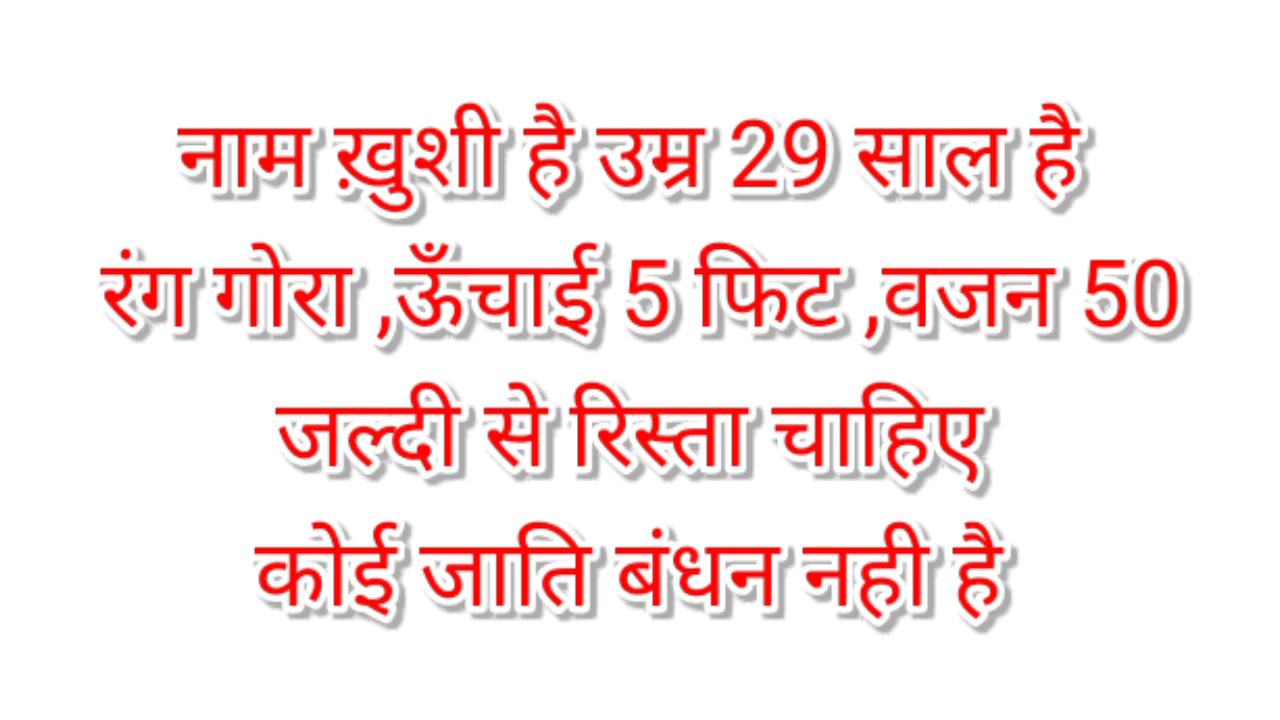 नाम ख़ुशी है उम्र 29 साल है
रंग गोरा ,ऊँचाई 5 फिट ,वजन 50
जल्दी से रिस्ता चाहिए
कोई जाति बंधन नही है